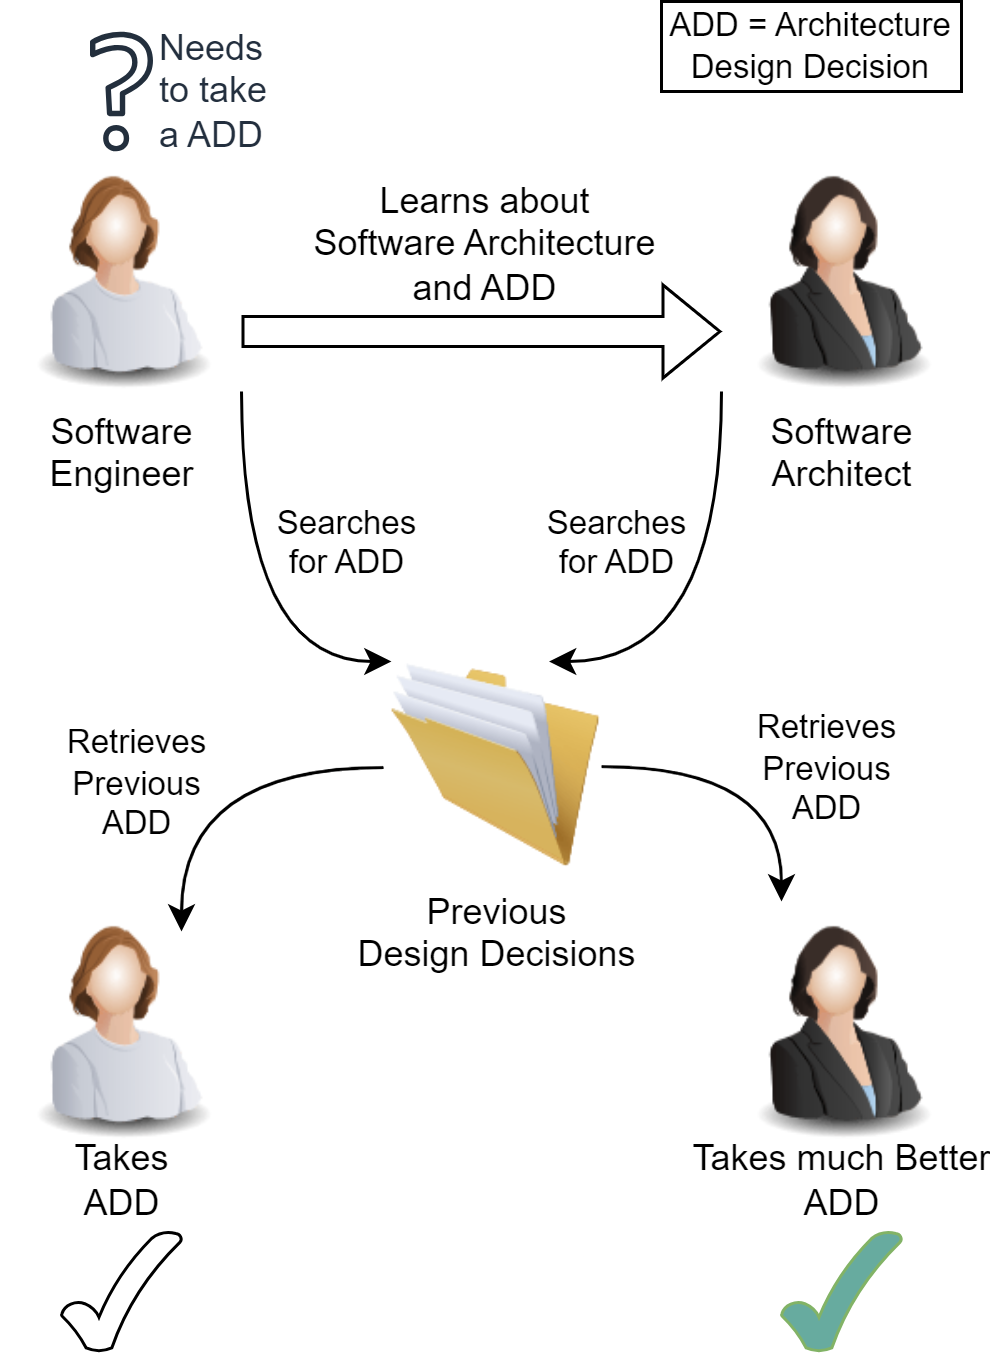 ADD = Architecture
Design Decision
Needs
to take
a ADD
Learns about
Software Architecture
and ADD
Software
Engineer
Software
Architect
Searches
for ADD
Searches
for ADD
Retrieves
Previous
ADD
Retrieves
Previous
ADD
Previous
Design Decisions
Takes
ADD
Takes much Better
ADD